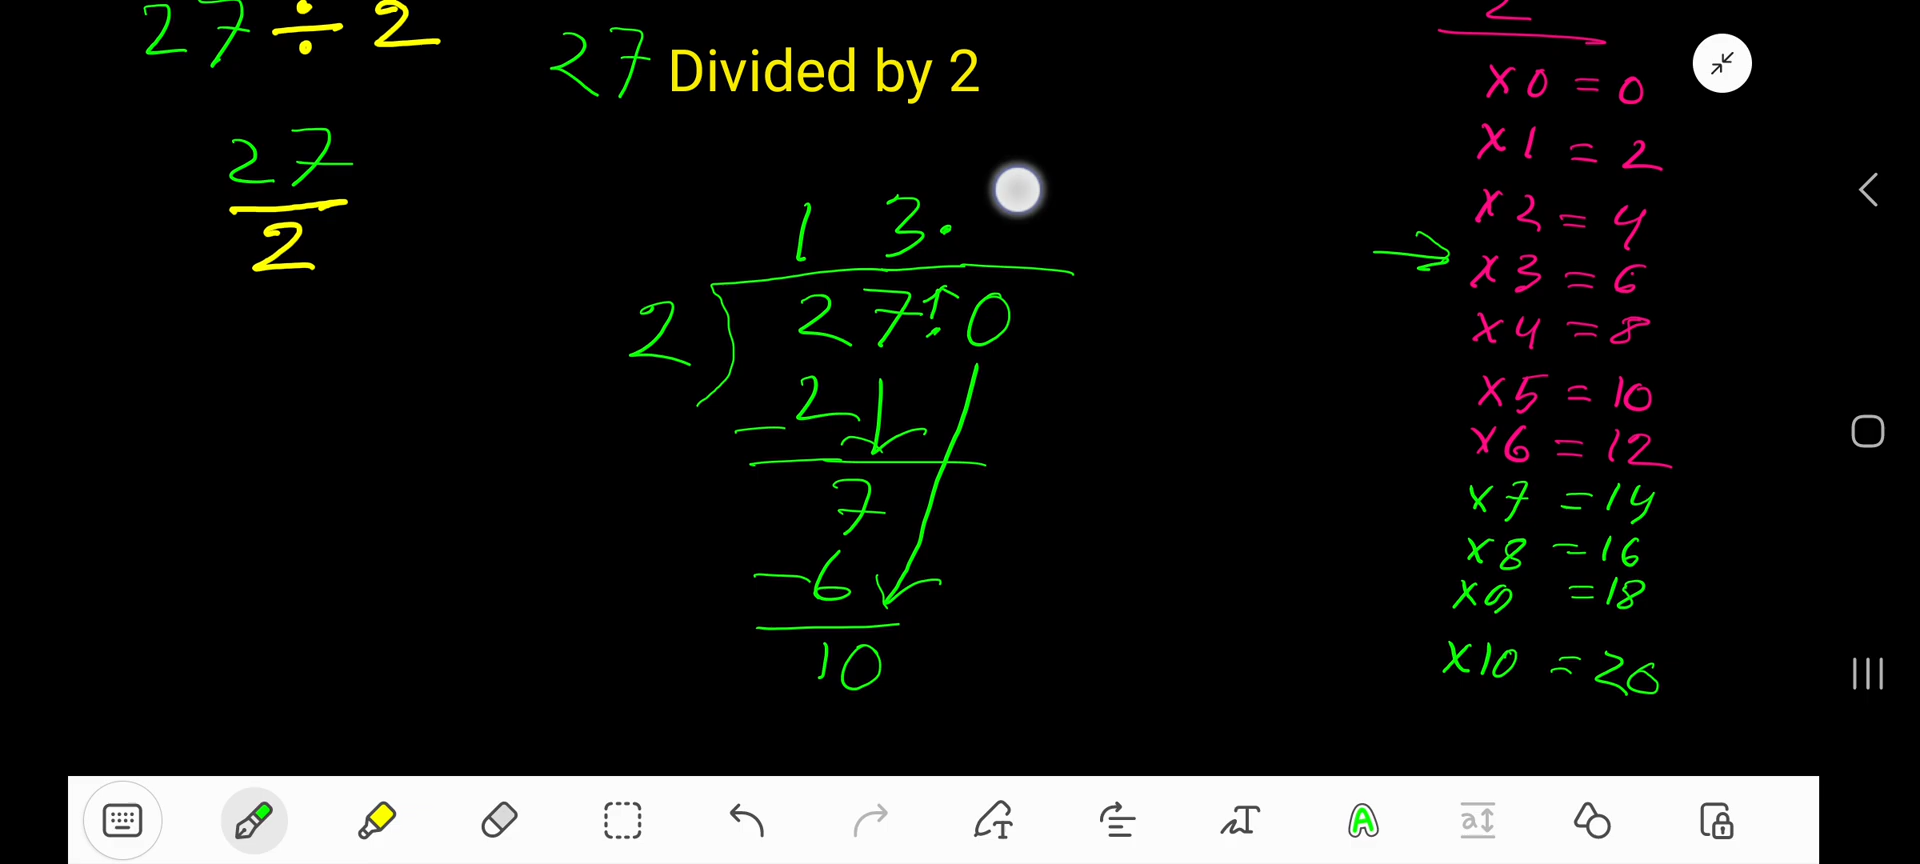 27 ÷ 2
27 Divided by 2
27
2
1 3.
2 27.0
- 2
7
- 6
10
2
x0 = 0
x1 = 2
x2 = 4
x3 = 6
x4 = 8
x5 = 10
x6 = 12
x7 = 14
x8 = 16
x9 = 18
x10 = 20
T
T
A
a